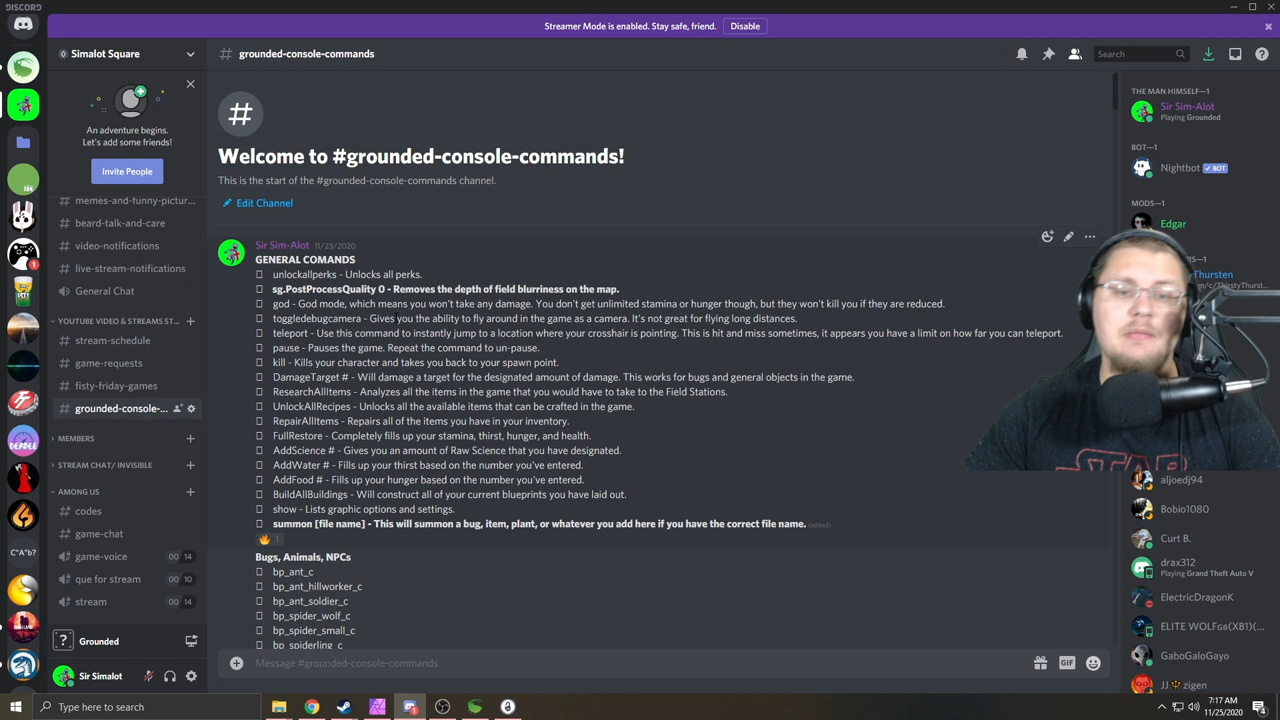 DISCORD
Streamer Mode is enabled. Stay safe, friend. Disable
Simalot Square
An adventure begins.
Let's add some friends!
Invite People
memes-and-funny-pictur...
beard-talk-and-care
video-notifications
live-stream-notifications
General Chat
YOUTUBE VIDEO & STREAMS ST...
stream-schedule
game-requests
fisty-friday-games
grounded-console-...
MEMBERS
STREAM CHAT/ INVISIBLE
AMONG US
codes
game-chat
game-voice 00 14
que for stream 00 10
stream 00 14
Grounded
Sir Simalot
grounded-console-commands
Search
Welcome to #grounded-console-commands!
This is the start of the #grounded-console-commands channel.
Edit Channel
Sir Sim-Alot 11/23/2020
GENERAL COMANDS
unlockallperks - Unlocks all perks.
sg.PostProcessQuality 0 - Removes the depth of field blurriness on the map.
god - God mode, which means you won't take any damage. You don't get unlimited stamina or hunger though, but they won't kill you if they are reduced.
toggledebugcamera - Gives you the ability to fly around in the game as a camera. It's not great for flying long distances.
teleport - Use this command to instantly jump to a location where your crosshair is pointing. This is hit and miss sometimes, it appears you have a limit on how far you can teleport.
pause - Pauses the game. Repeat the command to un-pause.
kill - Kills your character and takes you back to your spawn point.
DamageTarget # - Will damage a target for the designated amount of damage. This works for bugs and general objects in the game.
ResearchAllItems - Analyzes all the items in the game that you would have to take to the Field Stations.
UnlockAllRecipes - Unlocks all the available items that can be crafted in the game.
RepairAllItems - Repairs all of the items you have in your inventory.
FullRestore - Completely fills up your stamina, thirst, hunger, and health.
AddScience # - Gives you an amount of Raw Science that you have designated.
AddWater # - Fills up your thirst based on the number you've entered.
AddFood # - Fills up your hunger based on the number you've entered.
BuildAllBuildings - Will construct all of your current blueprints you have laid out.
show - Lists graphic options and settings.
summon [file name] - This will summon a bug, item, plant, or whatever you add here if you have the correct file name. (edited)
1
Bugs, Animals, NPCs
bp_ant_c
bp_ant_hillworker_c
bp_ant_soldier_c
bp_spider_wolf_c
bp_spider_small_c
bp_spiderling_c
Message #grounded-console-commands
GIF
THE MAN HIMSELF—1
Sir Sim-Alot
Playing Grounded
BOT—1
Nightbot BOT
MODS—1
Edgar
Thursten
aljoedj94
Bobio1080
Curt B.
drax312
Playing Grand Theft Auto V
ElectricDragonK
ELITE WOLFGB(XB1)(
GaboGaloGayo
JJ zigen
Type here to search
7:17 AM
11/25/2020
4